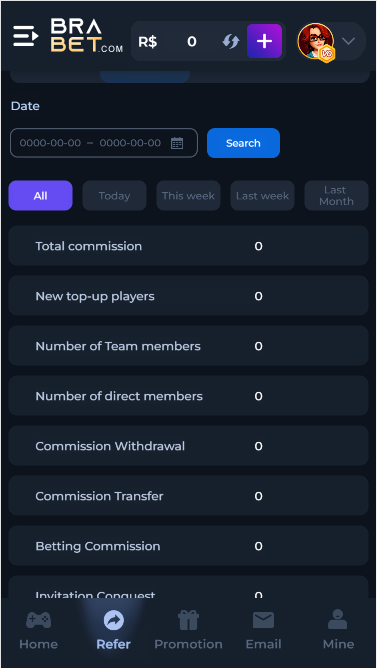 BRA
BET.COM
R$ 0
V0
Date
0000-00-00 – 0000-00-00
Search
All
Today
This week
Last week
Last Month
Total commission 0
New top-up players 0
Number of Team members 0
Number of direct members 0
Commission Withdrawal 0
Commission Transfer 0
Betting Commission 0
Invitation Conquest 0
Home
Refer
Promotion
Email
Mine